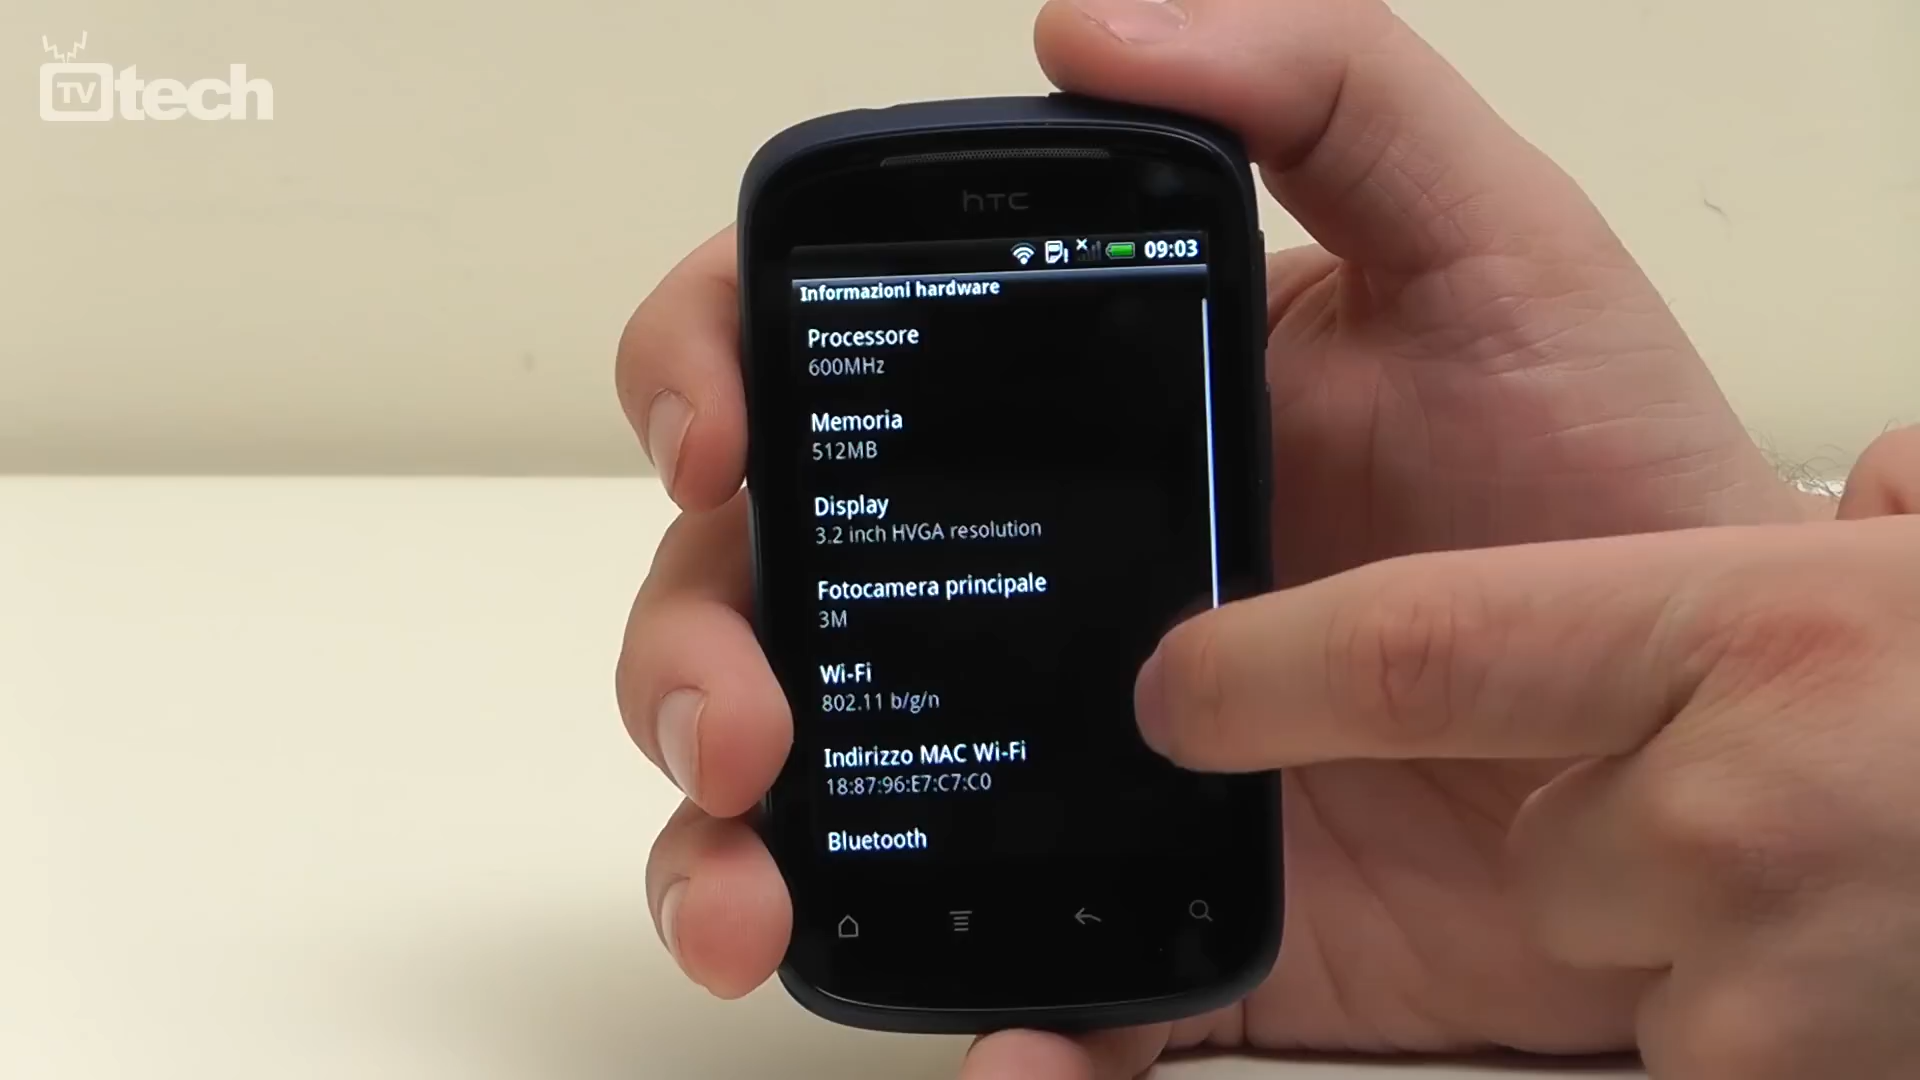 TV tech
hTC
09:03
Informazioni hardware
Processore
600MHz
Memoria
512MB
Display
3.2 inch HVGA resolution
Fotocamera principale
3M
Wi-Fi
802.11 b/g/n
Indirizzo MAC Wi-Fi
18:87:96:E7:C7:C0
Bluetooth